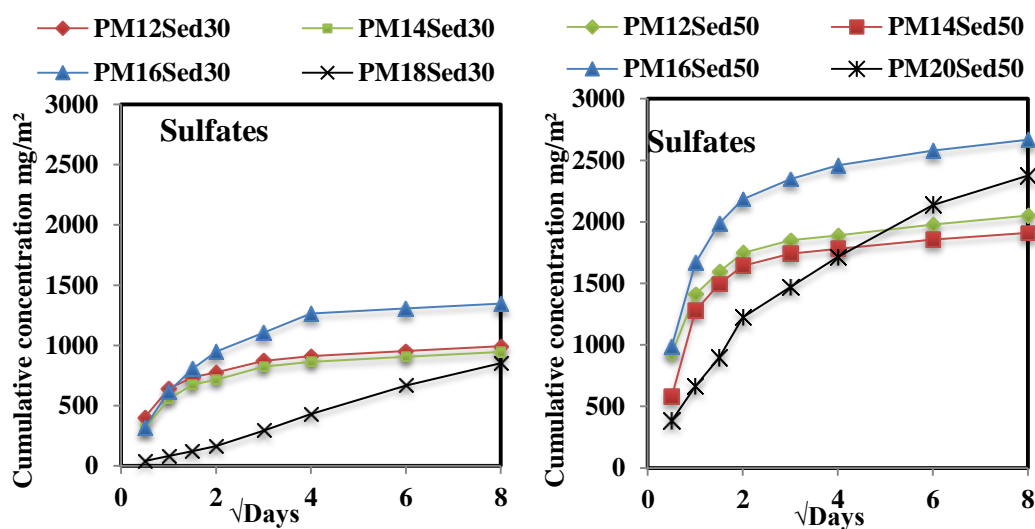 PM12Sed30 PM14Sed30
PM16Sed30 PM18Sed30
Cumulative concentration mg/m²
3000
2500
2000
1500
1000
500
0
Sulfates
0 2 4 6 8
√Days
PM12Sed50 PM14Sed50
PM16Sed50 PM20Sed50
Cumulative concentration mg/m²
3000
2500
2000
1500
1000
500
0
Sulfates
0 2 4 6 8
√Days